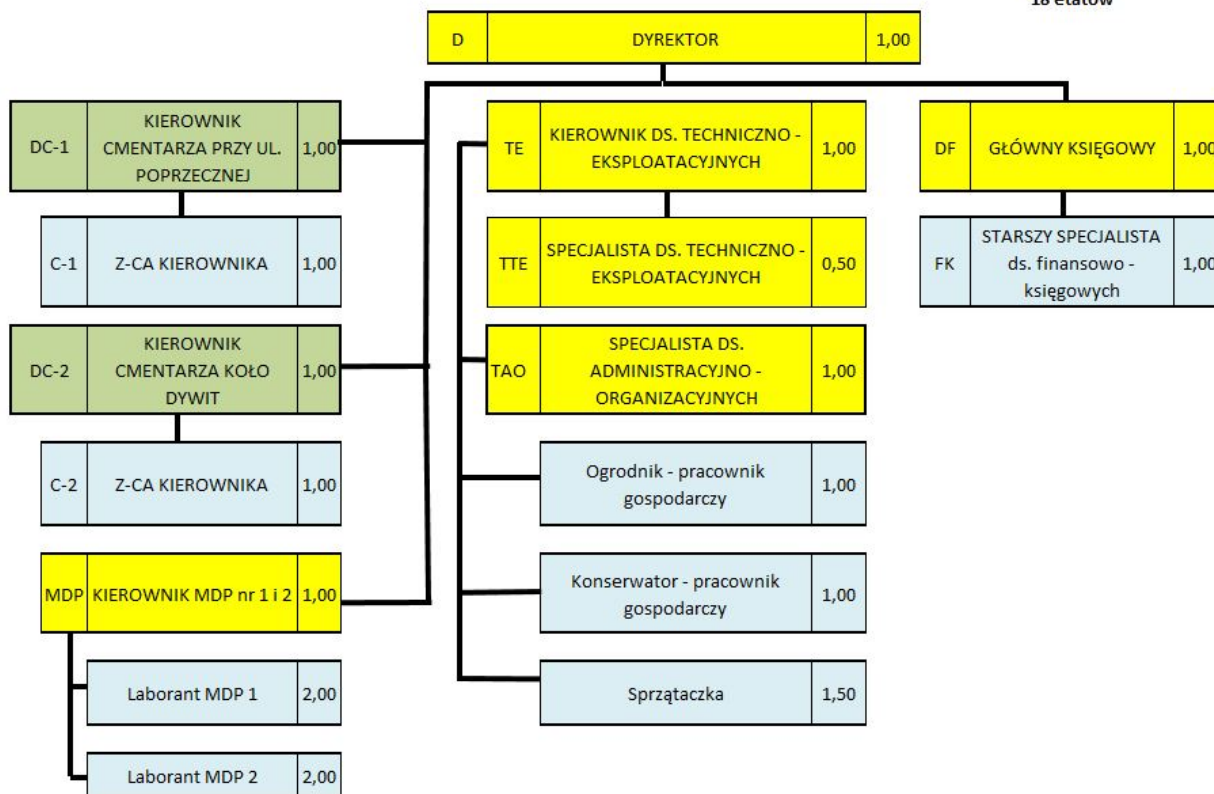 18 etatów
D DYREKTOR 1,00
DC-1 KIEROWNIK
CMENTARZA PRZY UL.
POPRZECZNEJ 1,00
C-1 Z-CA KIEROWNIKA 1,00
DC-2 KIEROWNIK
CMENTARZA KOŁO
DYWIT 1,00
C-2 Z-CA KIEROWNIKA 1,00
MDP KIEROWNIK MDP nr 1 i 2 1,00
Laborant MDP 1 2,00
Laborant MDP 2 2,00
TE KIEROWNIK DS. TECHNICZNO -
EKSPLOATACYJNYCH 1,00
TTE SPECJALISTA DS. TECHNICZNO -
EKSPLOATACYJNYCH 0,50
TAO SPECJALISTA DS.
ADMINISTRACYJNO -
ORGANIZACYJNYCH 1,00
Ogrodnik - pracownik
gospodarczy 1,00
Konserwator - pracownik
gospodarczy 1,00
Sprzątaczka 1,50
DF GŁÓWNY KSIĘGOWY 1,00
FK STARSZY SPECJALISTA
ds. finansowo -
księgowych 1,00